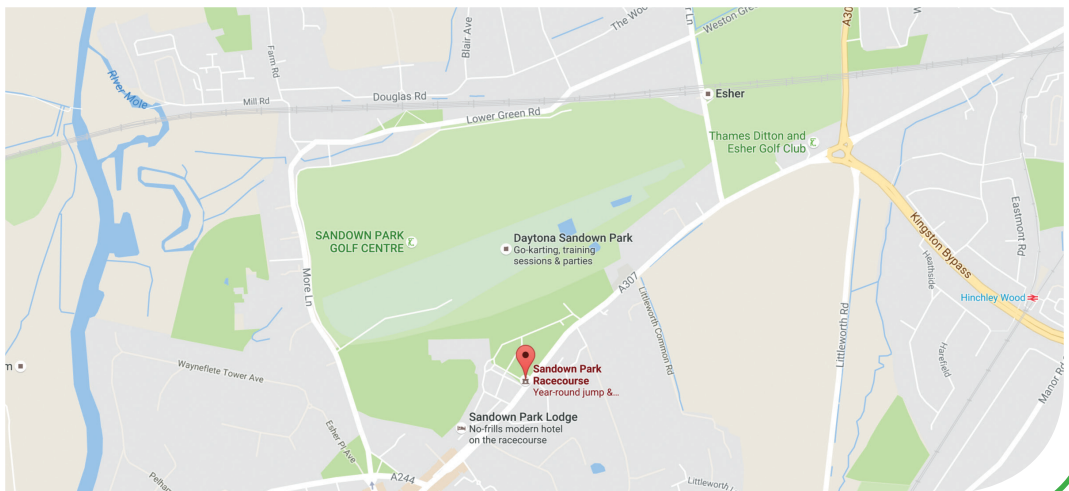 River Mole
Farm Rd
Blair Ave
The Woo
Weston Green
A30
Mill Rd
Douglas Rd
Lower Green Rd
Esher
Thames Ditton and
Esher Golf Club
SANDOWN PARK
GOLF CENTRE
Daytona Sandown Park
Go-karting, training
sessions & parties
More Ln
A307
Littleworth Common Rd
Littleworth Rd
Kingston Bypass
Heathside
Eastmont Rd
Hinchley Wood
Harefield
Manor Rd
Wayneflete Tower Ave
Sandown Park
Racecourse
Year-round jump &...
Sandown Park Lodge
No-frills modern hotel
on the racecourse
Esher Pl Ave
A244
Pelham
Littleworth